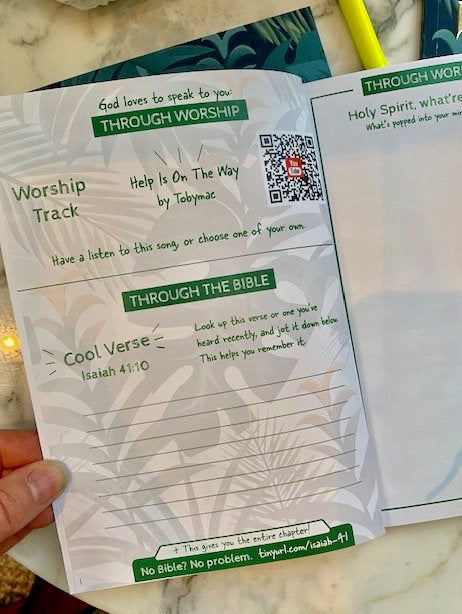 God loves to speak to you:
THROUGH WORSHIP
Worship
Track
Help Is On The Way
by Tobymac
You
Tube
Have a listen to this song, or choose one of your own.
THROUGH THE BIBLE
Cool Verse
Isaiah 41:10
Look up this verse or one you've
heard recently, and jot it down below.
This helps you remember it.
+ This gives you the entire chapter!
No Bible? No problem. tinyurl.com/isaiah-41
1
THROUGH
Holy Spirit, what're
What's popped into your